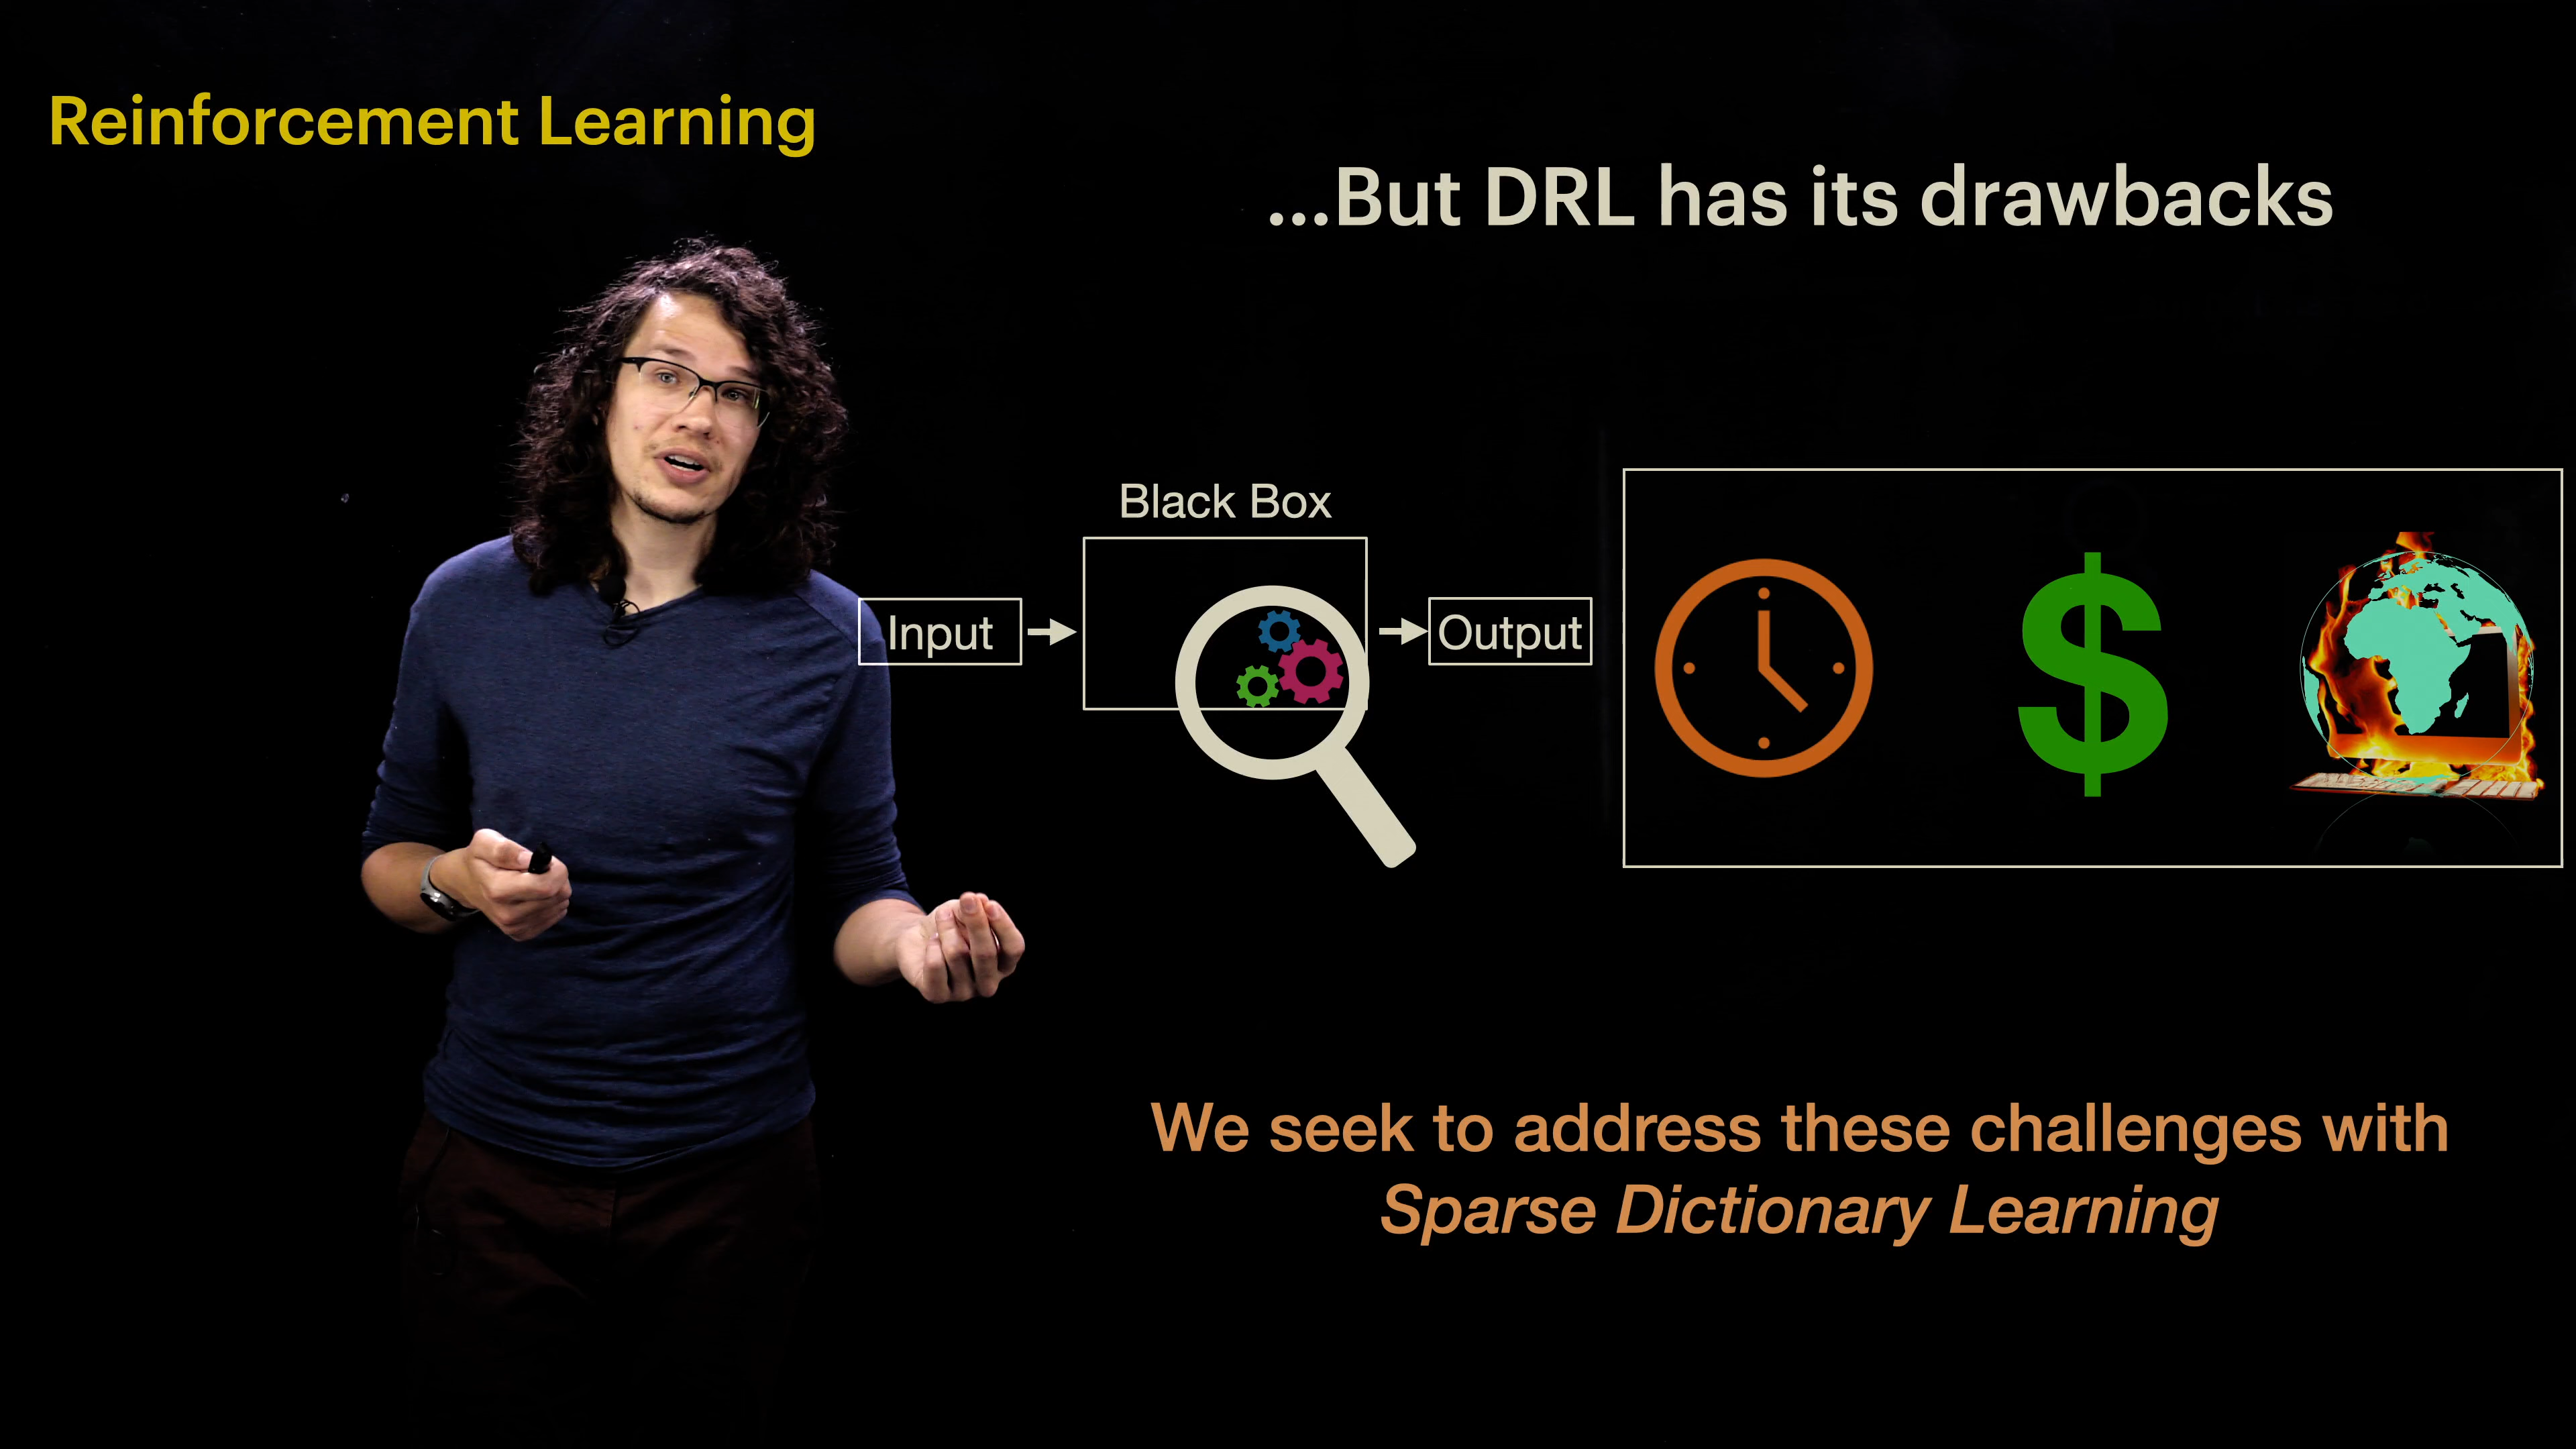 Reinforcement Learning
...But DRL has its drawbacks
Black Box
Input
Output
$
We seek to address these challenges with
Sparse Dictionary Learning